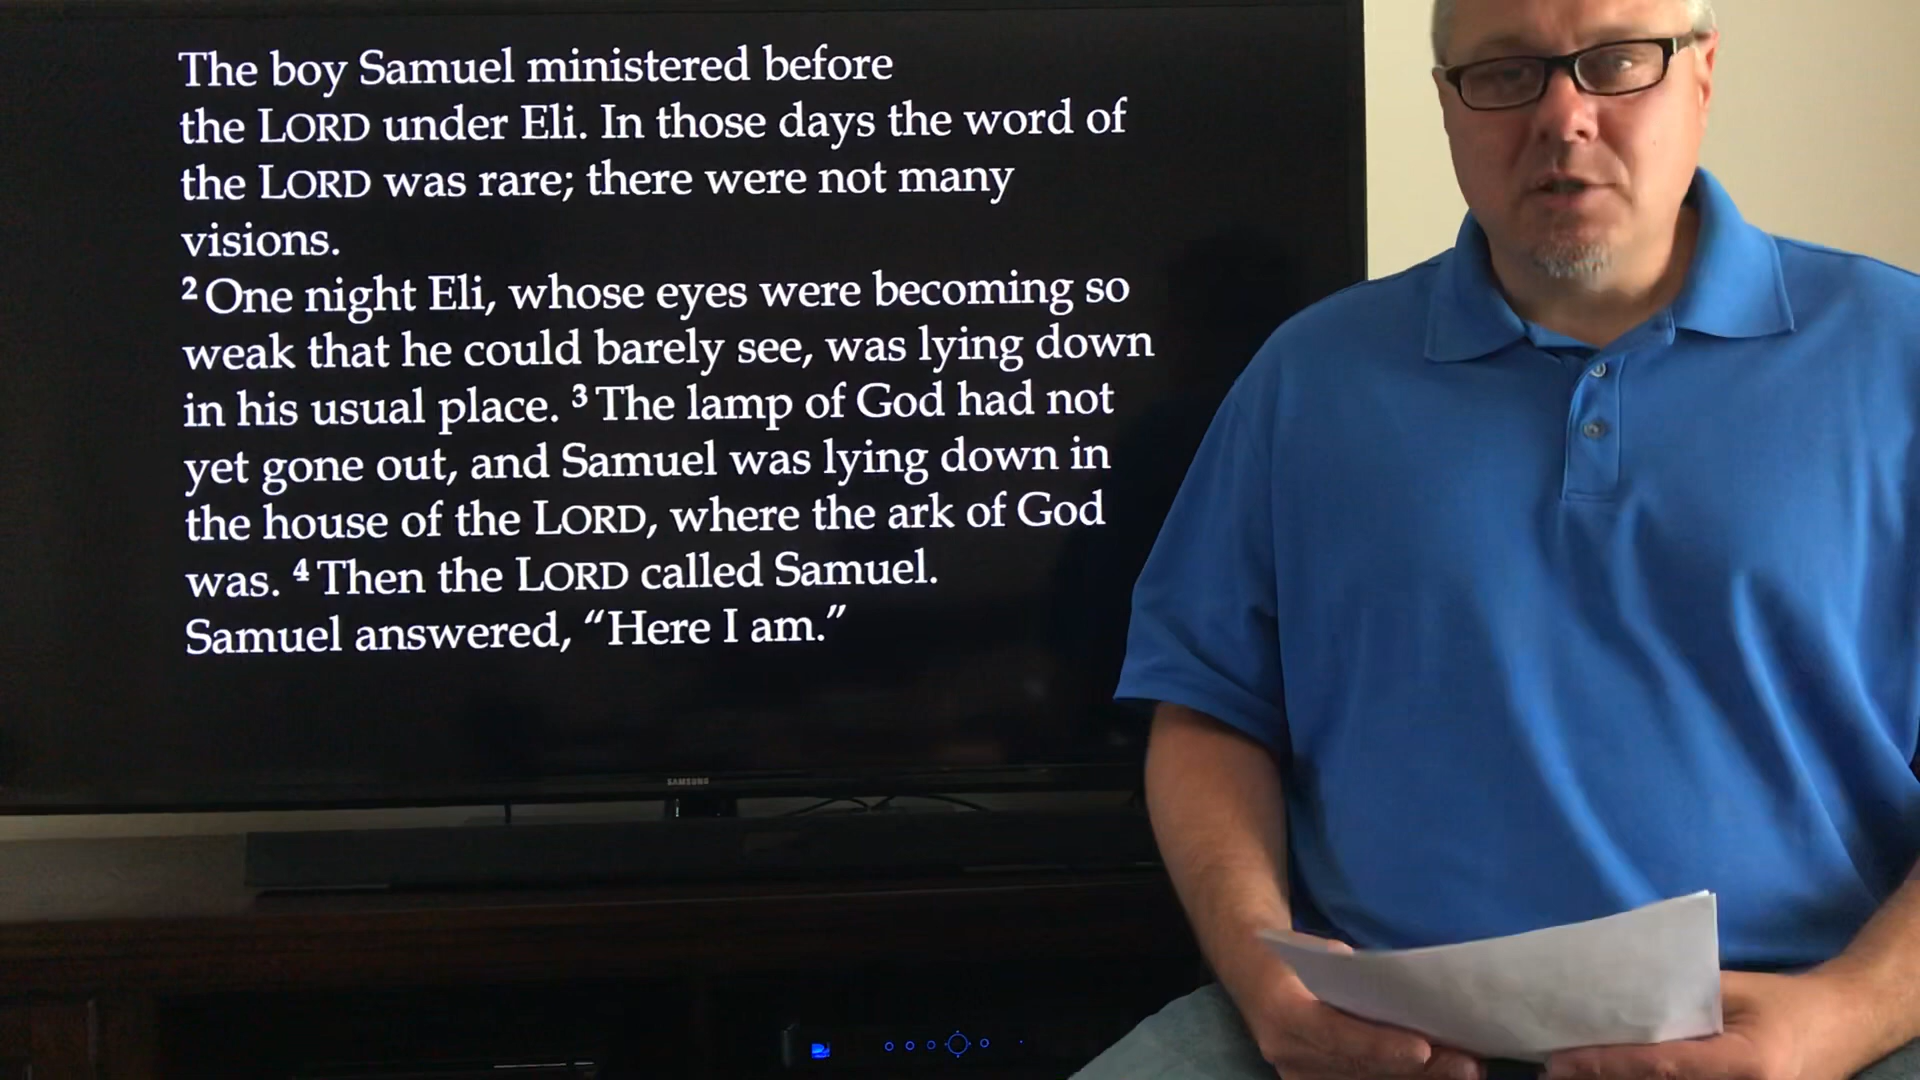 The boy Samuel ministered before
the LORD under Eli. In those days the word of
the LORD was rare; there were not many
visions.
2 One night Eli, whose eyes were becoming so
weak that he could barely see, was lying down
in his usual place. 3 The lamp of God had not
yet gone out, and Samuel was lying down in
the house of the LORD, where the ark of God
was. 4 Then the LORD called Samuel.
Samuel answered, “Here I am.”
SAMSUNG